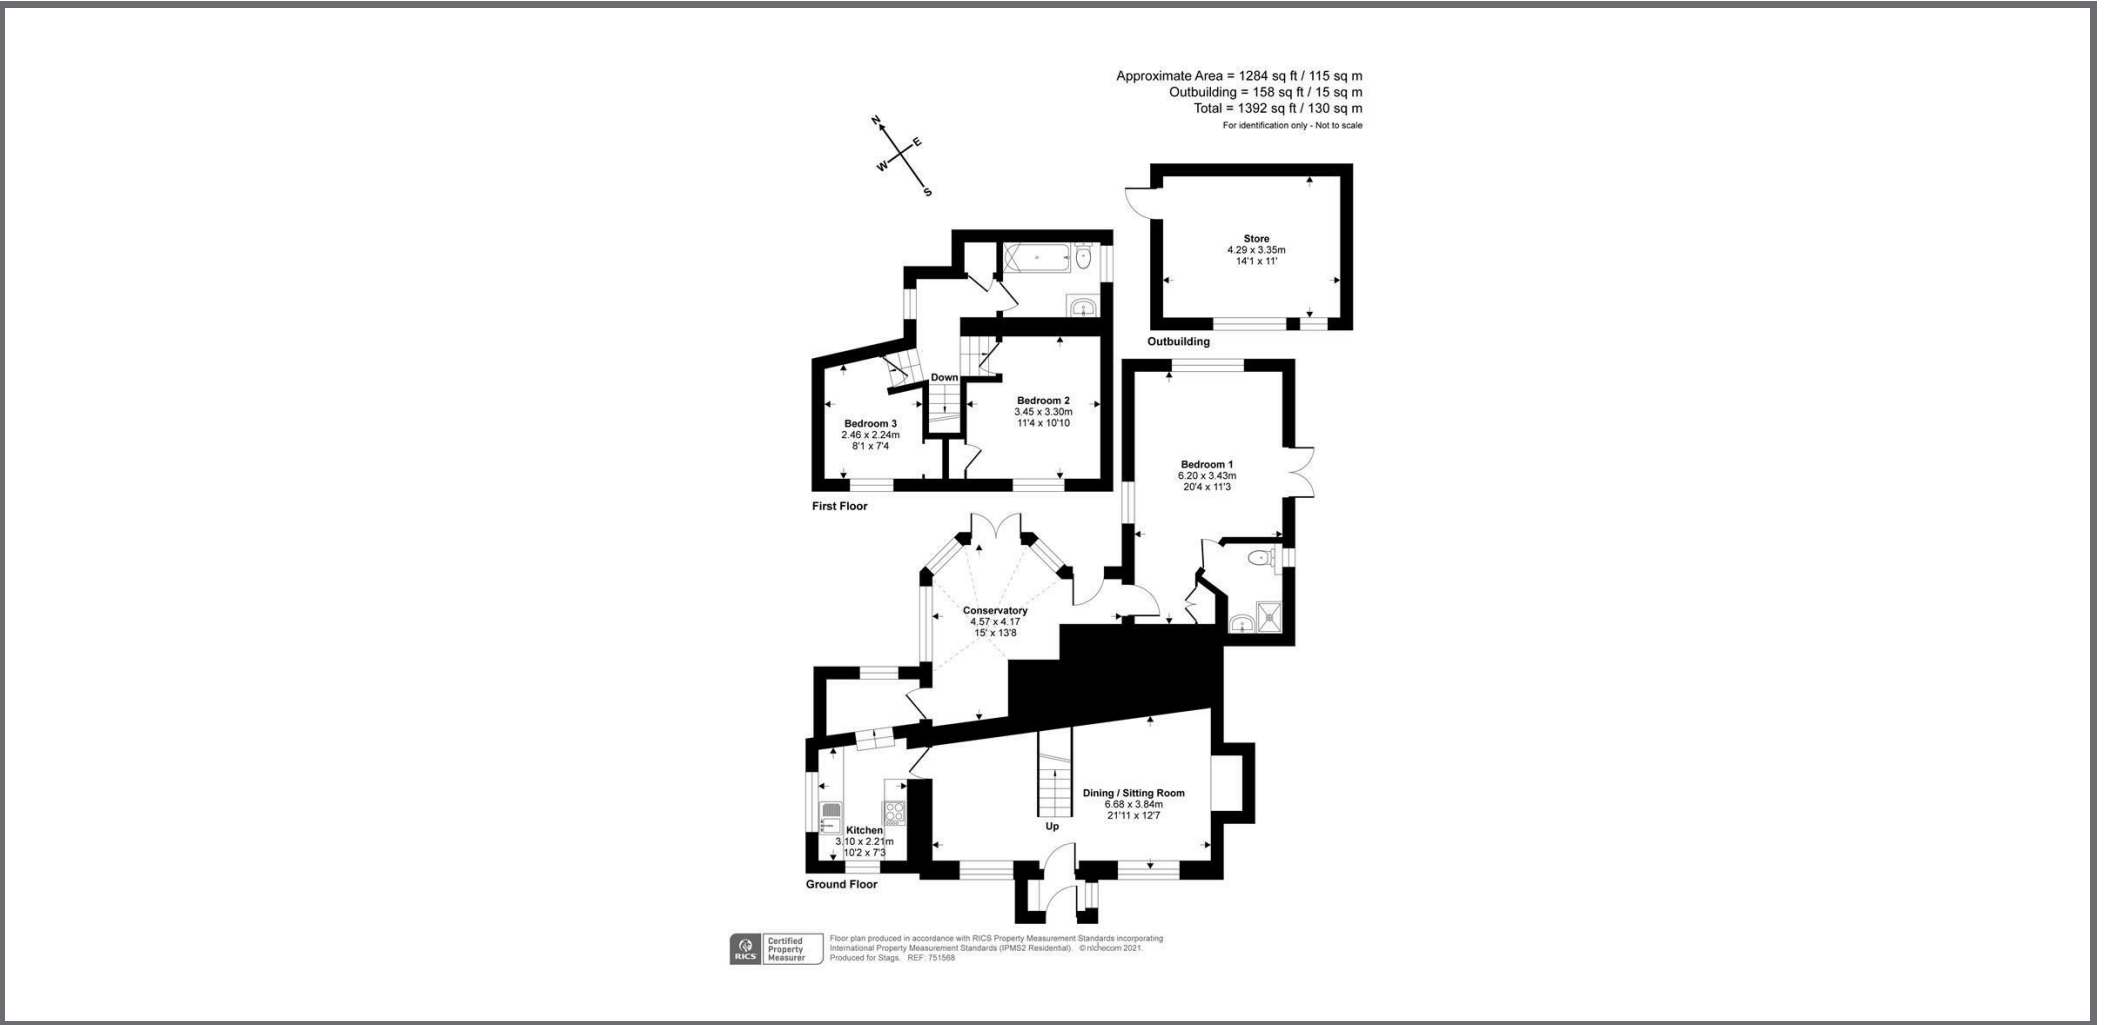 Approximate Area = 1284 sq ft / 115 sq m
Outbuilding = 158 sq ft / 15 sq m
Total = 1392 sq ft / 130 sq m
For identification only - Not to scale
N
E
W
S
Store
4.29 x 3.35m
14'1 x 11'
Outbuilding
Down
Bedroom 2
3.45 x 3.30m
11'4 x 10'10
Bedroom 3
2.46 x 2.24m
8'1 x 7'4
First Floor
Bedroom 1
6.20 x 3.43m
20'4 x 11'3
Conservatory
4.57 x 4.17
15' x 13'8
Dining / Sitting Room
6.68 x 3.84m
21'11 x 12'7
Up
Kitchen
3.10 x 2.21m
10'2 x 7'3
Ground Floor
RICS
Certified
Property
Measurer
Floor plan produced in accordance with RICS Property Measurement Standards incorporating
International Property Measurement Standards (IPMS2 Residential). © nichecom 2021.
Produced for Stags. REF: 751568